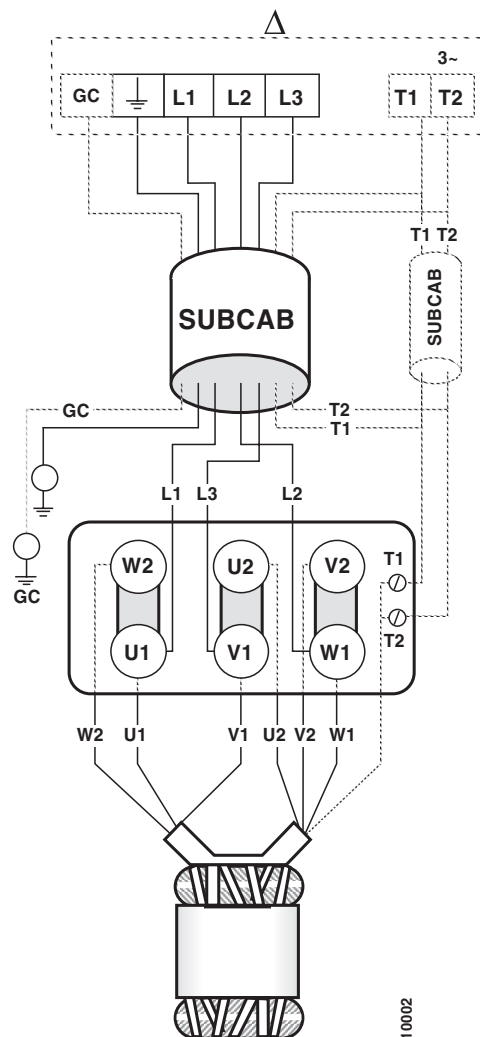 Δ
3~
GC L1 L2 L3 T1 T2
T1 T2
SUBCAB
SUBCAB
GC T2
T1
L1 L3 L2
W2 U2 V2 T1
GC
U1 V1 W1 T2
W2 U1 V1 U2 V2 W1
10002